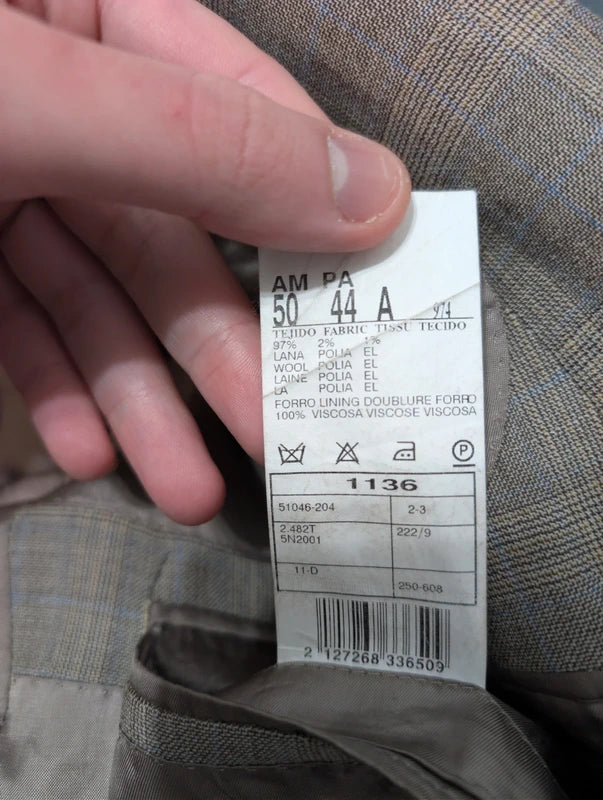 AM PA
50 44 A 974
TEJIDO FABRIC TISSU TECIDO
97% 2% 1%
LANA POLIA EL
WOOL POLIA EL
LAINE POLIA EL
LA POLIA EL
FORRO LINING DOUBLURE FORRO
100% VISCOSA VISCOSE VISCOSA
P
1136
51046-204 2-3
2.482T 222/9
5N2001
11-D
250-608
2 127268 336509